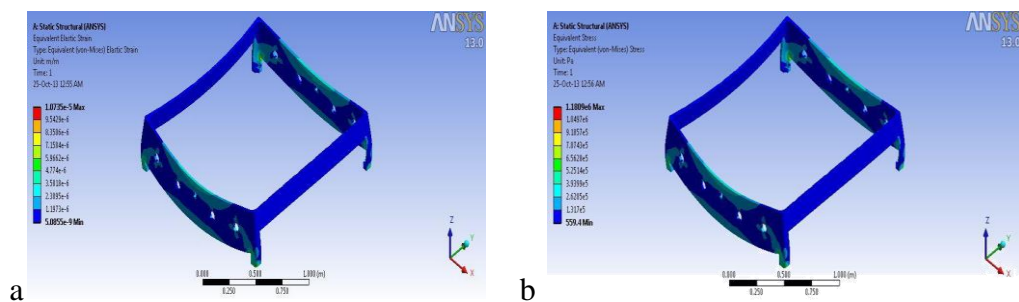 A: Static Structural (ANSYS)
Equivalent Elastic Strain
Type: Equivalent (von-Mises) Elastic Strain
Unit: m/m
Time: 1
25-Oct-13 12:55 AM
1.0735e-5 Max
9.5429e-6
8.3506e-6
7.1584e-6
5.9662e-6
4.774e-6
3.5818e-6
2.3895e-6
1.1973e-6
5.0855e-9 Min
ANSYS
13.0
0.000
0.500
1.000 (m)
0.250
0.750
Z
Y
X
a
A: Static Structural (ANSYS)
Equivalent Stress
Type: Equivalent (von-Mises) Stress
Unit: Pa
Time: 1
25-Oct-13 12:56 AM
1.1809e6 Max
1.0497e6
9.1857e5
7.8743e5
6.5628e5
5.2514e5
3.9399e5
2.6285e5
1.317e5
559.4 Min
ANSYS
13.0
0.000
0.500
1.000 (m)
0.250
0.750
Z
Y
X
b